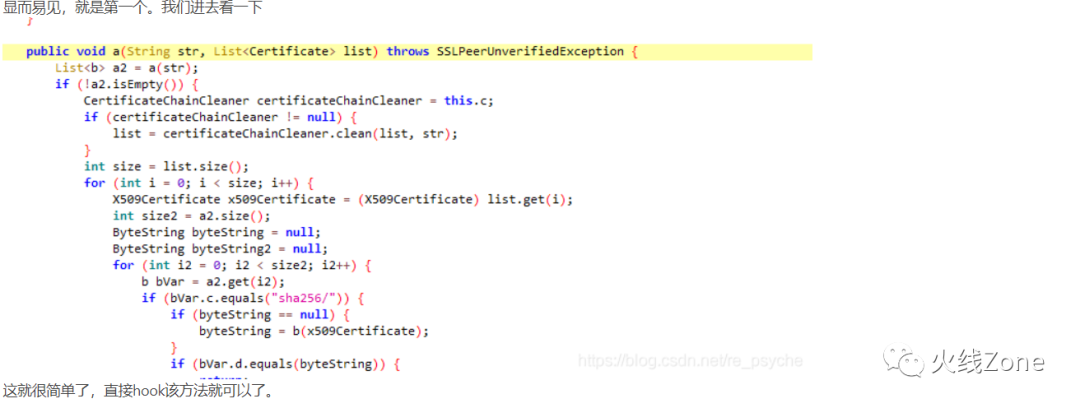 显而易见，就是第一个。我们进去看一下
}
public void a(String str, List<Certificate> list) throws SSLPeerUnverifiedException {
List<b> a2 = a(str);
if (!a2.isEmpty()) {
CertificateChainCleaner certificateChainCleaner = this.c;
if (certificateChainCleaner != null) {
list = certificateChainCleaner.clean(list, str);
}
int size = list.size();
for (int i = 0; i < size; i++) {
X509Certificate x509Certificate = (X509Certificate) list.get(i);
int size2 = a2.size();
ByteString byteString = null;
ByteString byteString2 = null;
for (int i2 = 0; i2 < size2; i2++) {
b bVar = a2.get(i2);
if (bVar.c.equals("sha256/")) {
if (byteString == null) {
byteString = b(x509Certificate);
}
if (bVar.d.equals(byteString)) {
https://blog.csdn.net/re_psyche
火线Zone
这就很简单了，直接hook该方法就可以了。